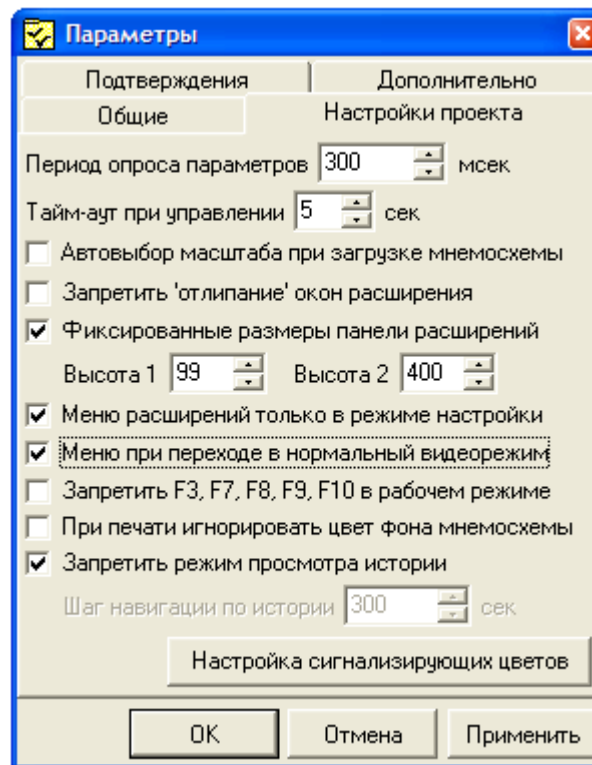 Параметры
Подтверждения Дополнительно
Общие Настройки проекта
Период опроса параметров 300 мсек
Тайм-аут при управлении 5 сек
Автовыбор масштаба при загрузке мнемосхемы
Запретить 'отлипание' окон расширения
Фиксированные размеры панели расширений
Высота 1 99 Высота 2 400
Меню расширений только в режиме настройки
Меню при переходе в нормальный видеорежим
Запретить F3, F7, F8, F9, F10 в рабочем режиме
При печати игнорировать цвет фона мнемосхемы
Запретить режим просмотра истории
Шаг навигации по истории 300 сек
Настройка сигнализирующих цветов
OK Отмена Применить